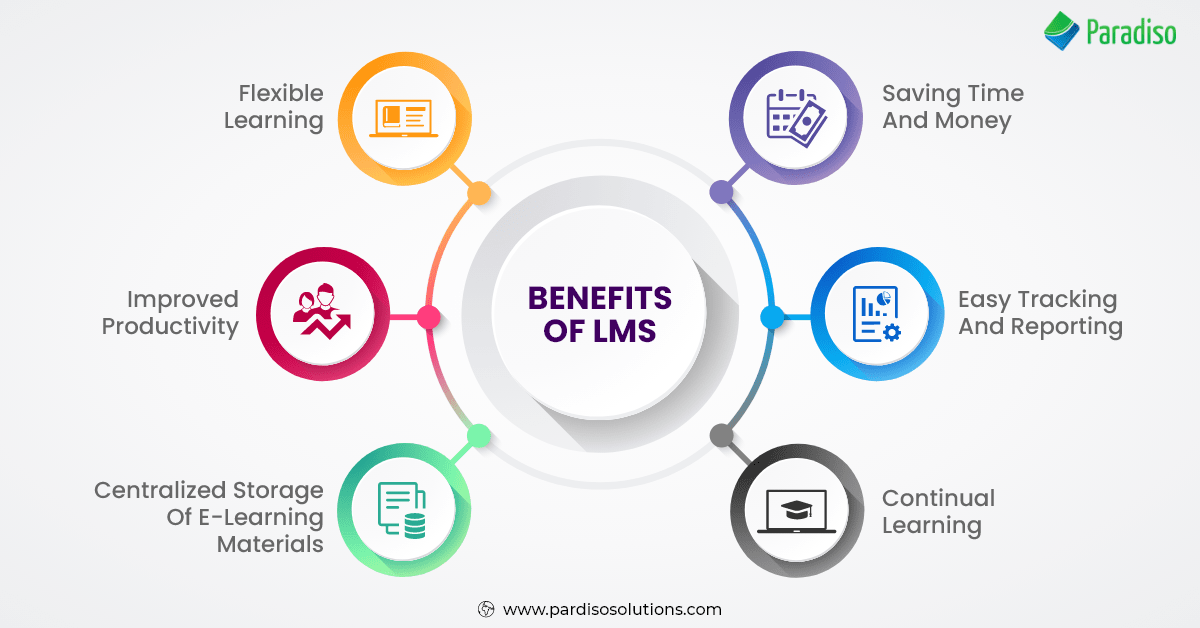 Paradiso
Flexible
Learning
Saving Time
And Money
BENEFITS
OF LMS
Improved
Productivity
Easy Tracking
And Reporting
Centralized Storage
Of E-Learning
Materials
Continual
Learning
www.pardisosolutions.com